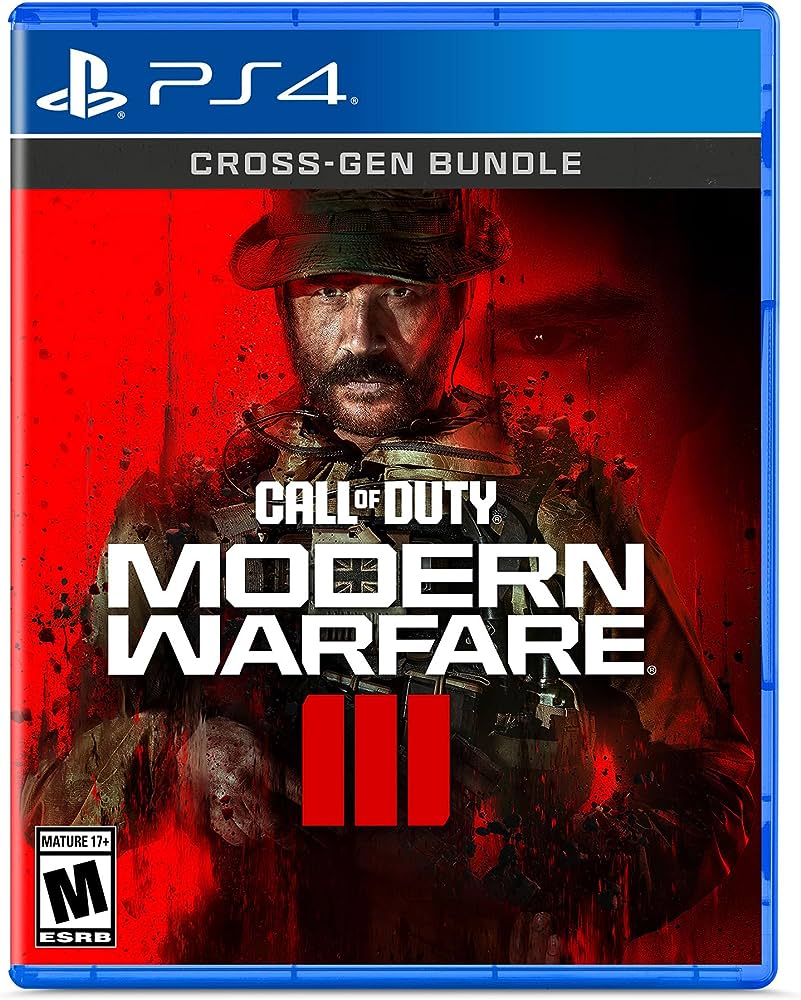 PS4
CROSS-GEN BUNDLE
CALL OF DUTY
MODERN
WARFARE
III
MATURE 17+
M
ESRB